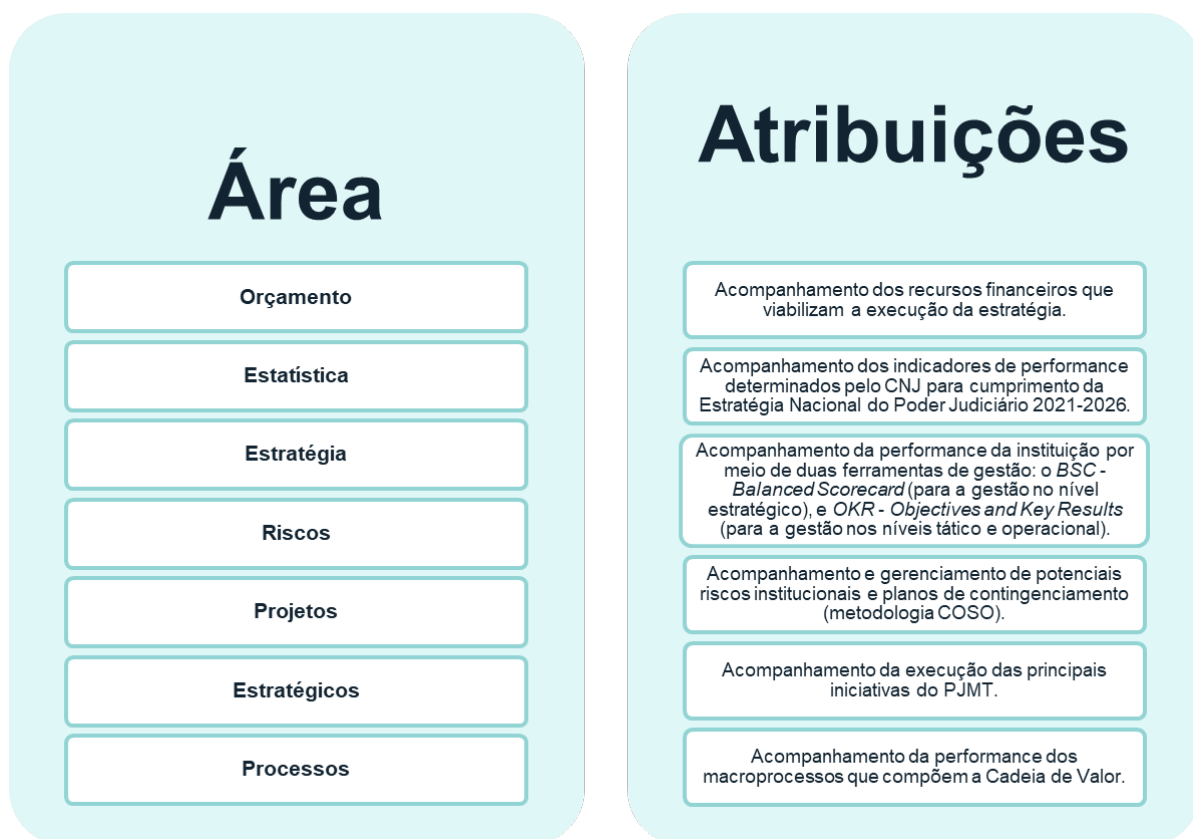 Área
Orçamento
Estatística
Estratégia
Riscos
Projetos
Estratégicos
Processos
Atribuições
Acompanhamento dos recursos financeiros que
viabilizam a execução da estratégia.
Acompanhamento dos indicadores de performance
determinados pelo CNJ para cumprimento da
Estratégia Nacional do Poder Judiciário 2021-2026.
Acompanhamento da performance da instituição por
meio de duas ferramentas de gestão: o BSC -
Balanced Scorecard (para a gestão no nível
estratégico), e OKR - Objectives and Key Results
(para a gestão nos níveis tático e operacional).
Acompanhamento e gerenciamento de potenciais
riscos institucionais e planos de contingenciamento
(metodologia COSO).
Acompanhamento da execução das principais
iniciativas do PJMT.
Acompanhamento da performance dos
macroprocessos que compõem a Cadeia de Valor.